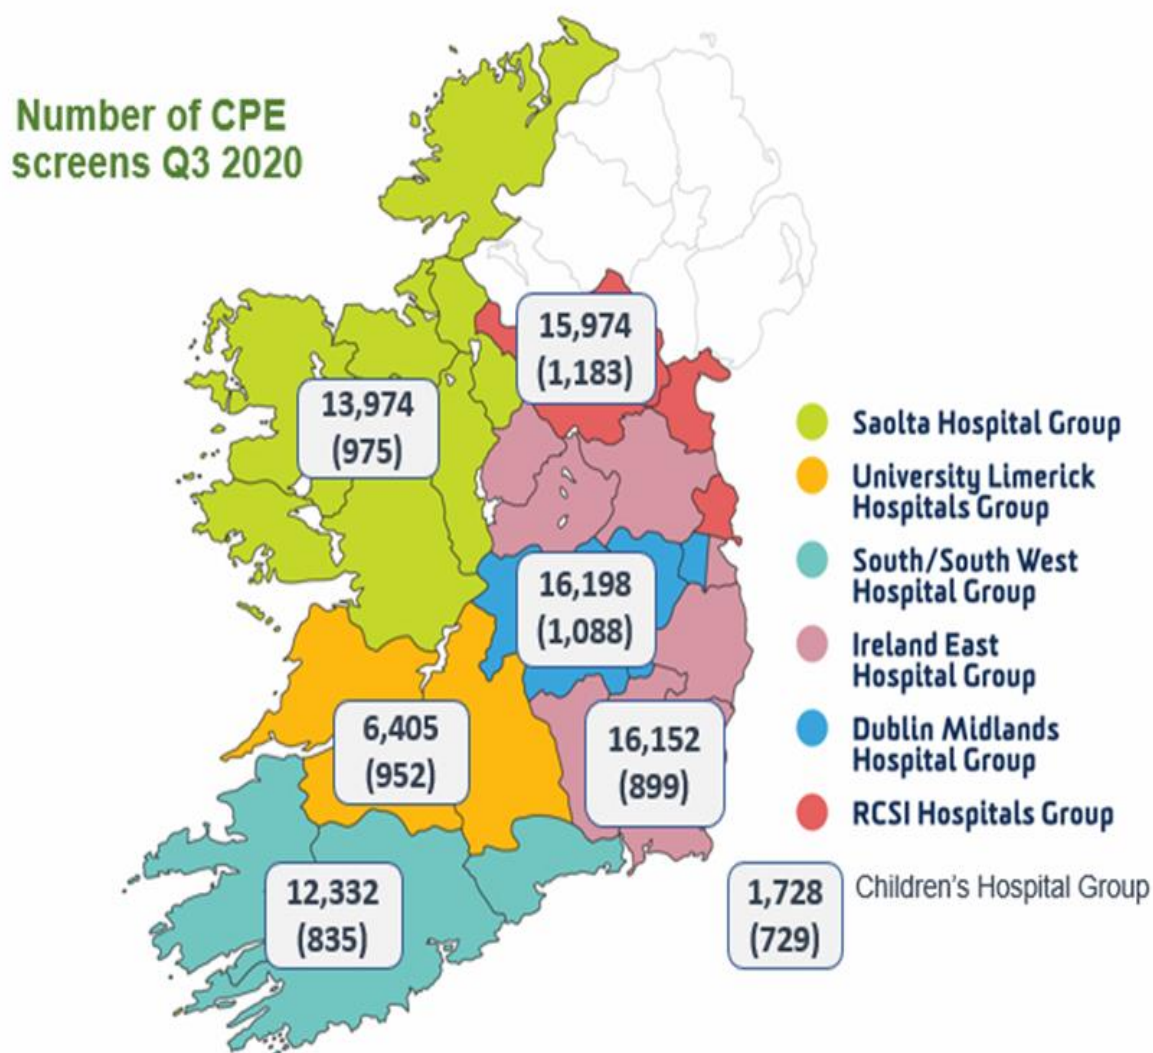 Number of CPE
screens Q3 2020
15,974
(1,183)
13,974
(975)
16,198
(1,088)
6,405
(952)
16,152
(899)
12,332
(835)
Saolta Hospital Group
University Limerick
Hospitals Group
South/South West
Hospital Group
Ireland East
Hospital Group
Dublin Midlands
Hospital Group
RCSI Hospitals Group
1,728
(729)
Children's Hospital Group